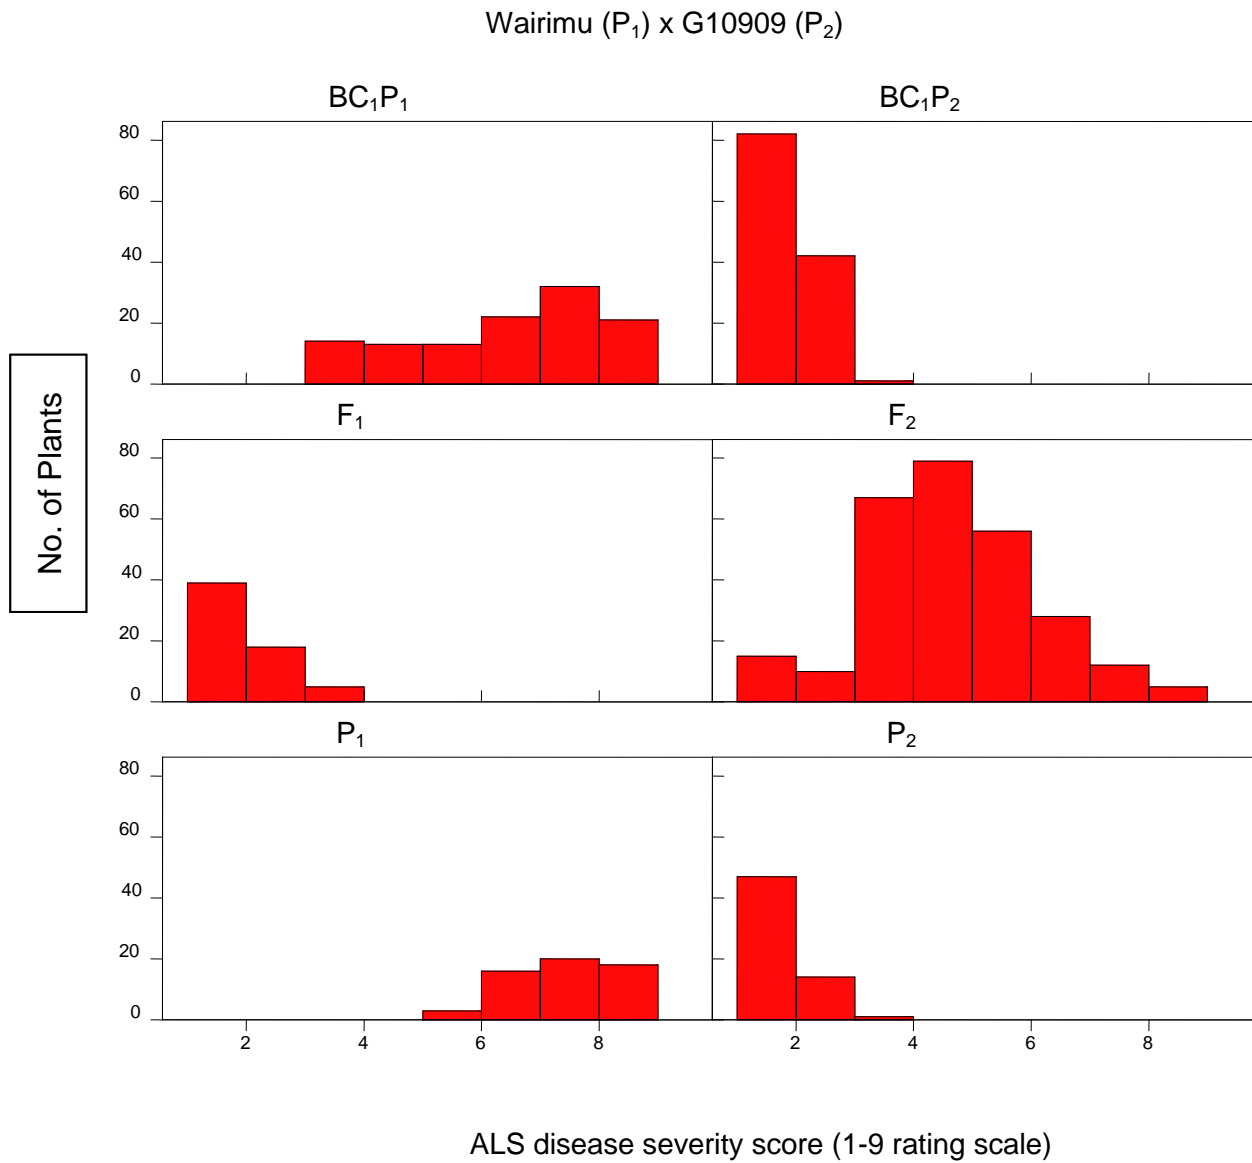 Wairimu (P₁) x G10909 (P₂)
BC₁P₁ BC₁P₂
80
60
40
20
0
F₁ F₂
80
60
40
20
0
P₁ P₂
80
60
40
20
0
2 4 6 8 2 4 6 8
No. of Plants
ALS disease severity score (1-9 rating scale)